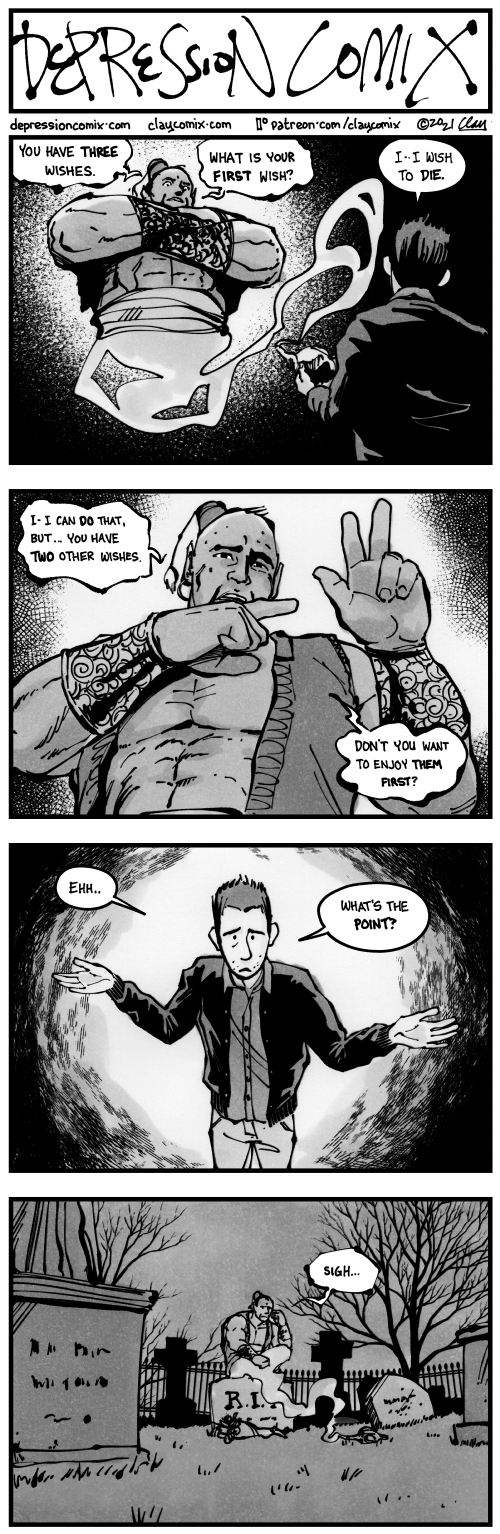 DEPRESSION COMIX
depressioncomix.com claycomix.com Patreon.com/claycomix ©2021 Clay
YOU HAVE THREE
WISHES.
WHAT IS YOUR
FIRST WISH?
I-- I WISH
TO DIE.
I- I CAN DO THAT,
BUT... YOU HAVE
TWO OTHER WISHES.
DON'T YOU WANT
TO ENJOY THEM
FIRST?
EHH..
WHAT'S THE
POINT?
SIGH...
R.I.